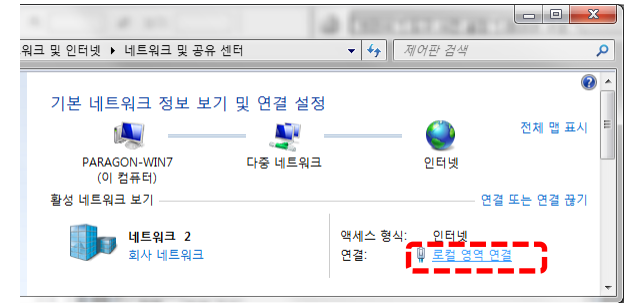 워크 및 인터넷 ▸ 네트워크 및 공유 센터
제어판 검색
기본 네트워크 정보 보기 및 연결 설정
전체 맵 표시
PARAGON-WIN7
(이 컴퓨터)
다중 네트워크
인터넷
활성 네트워크 보기
연결 또는 연결 끊기
네트워크 2
회사 네트워크
액세스 형식: 인터넷
연결: 로컬 영역 연결